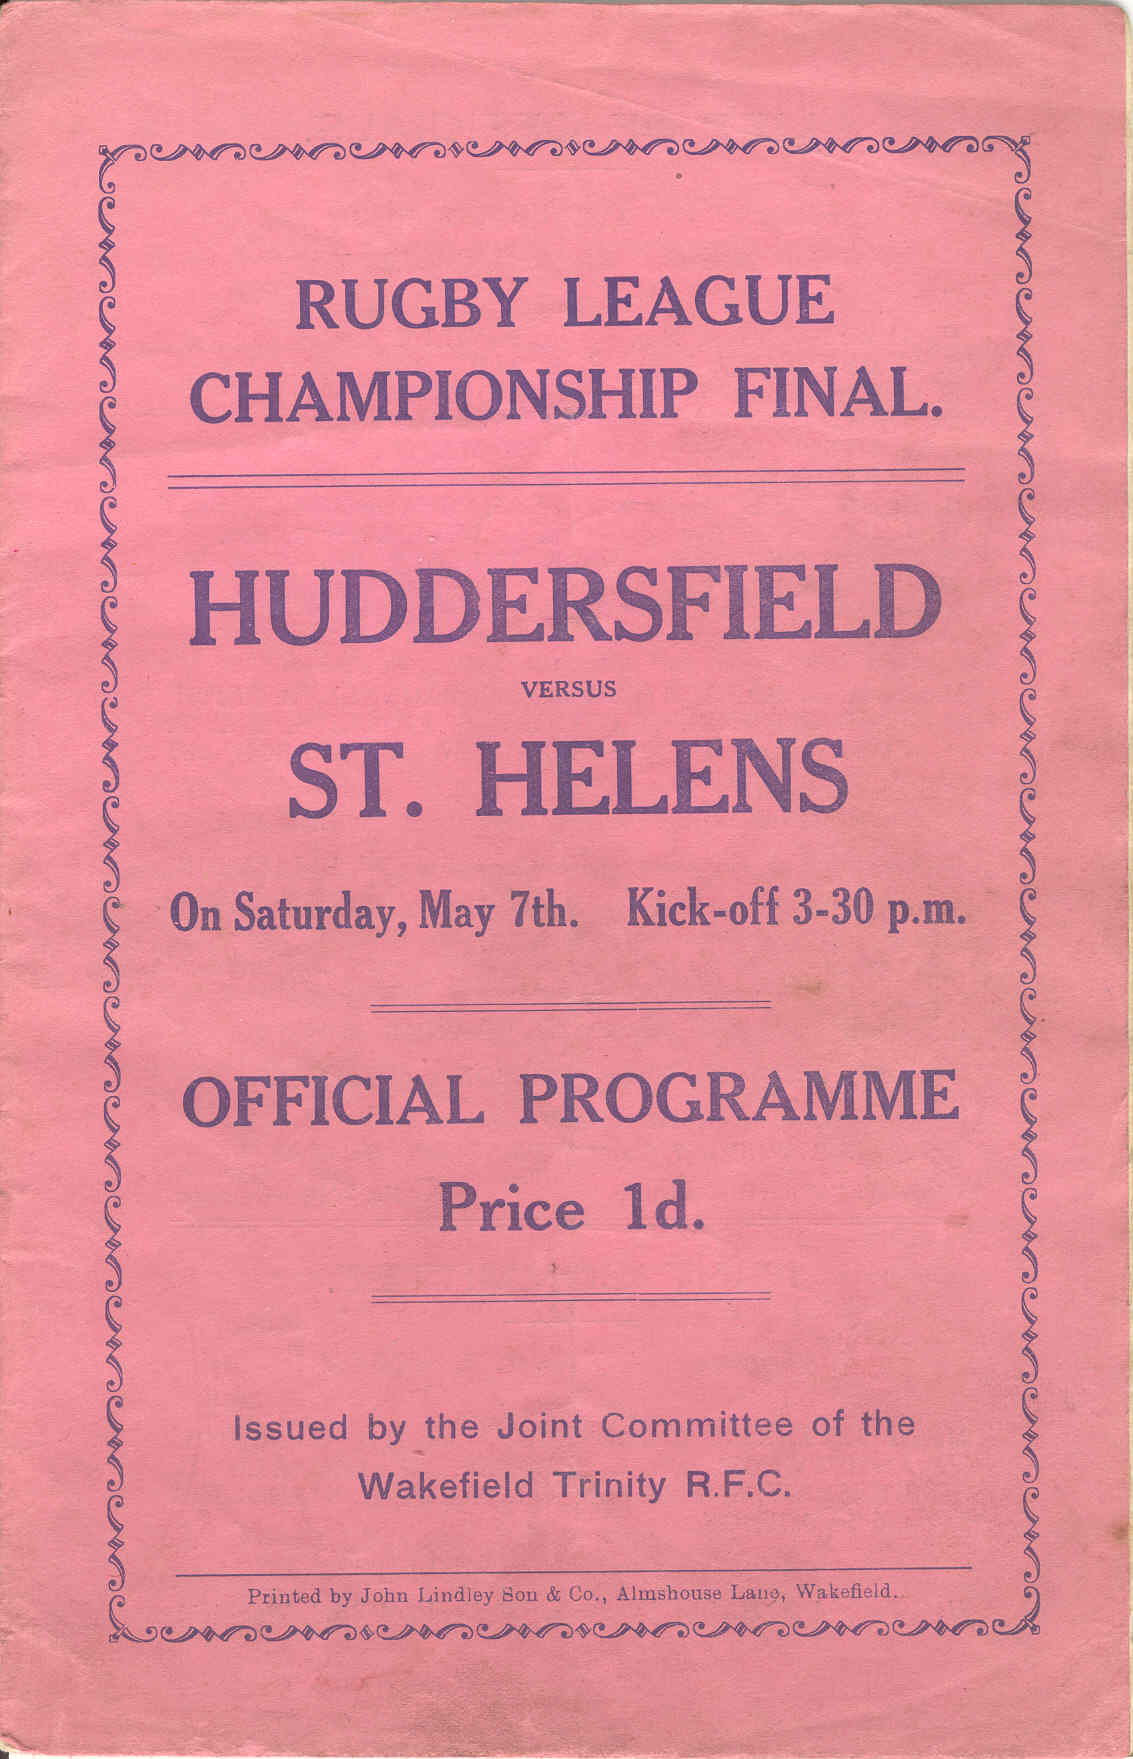 RUGBY LEAGUE
CHAMPIONSHIP FINAL.
HUDDERSFIELD
VERSUS
ST. HELENS
On Saturday, May 7th. Kick-off 3-30 p.m.
OFFICIAL PROGRAMME
Price 1d.
Issued by the Joint Committee of the
Wakefield Trinity R.F.C.
Printed by John Lindley Son & Co., Almshouse Lane, Wakefield.